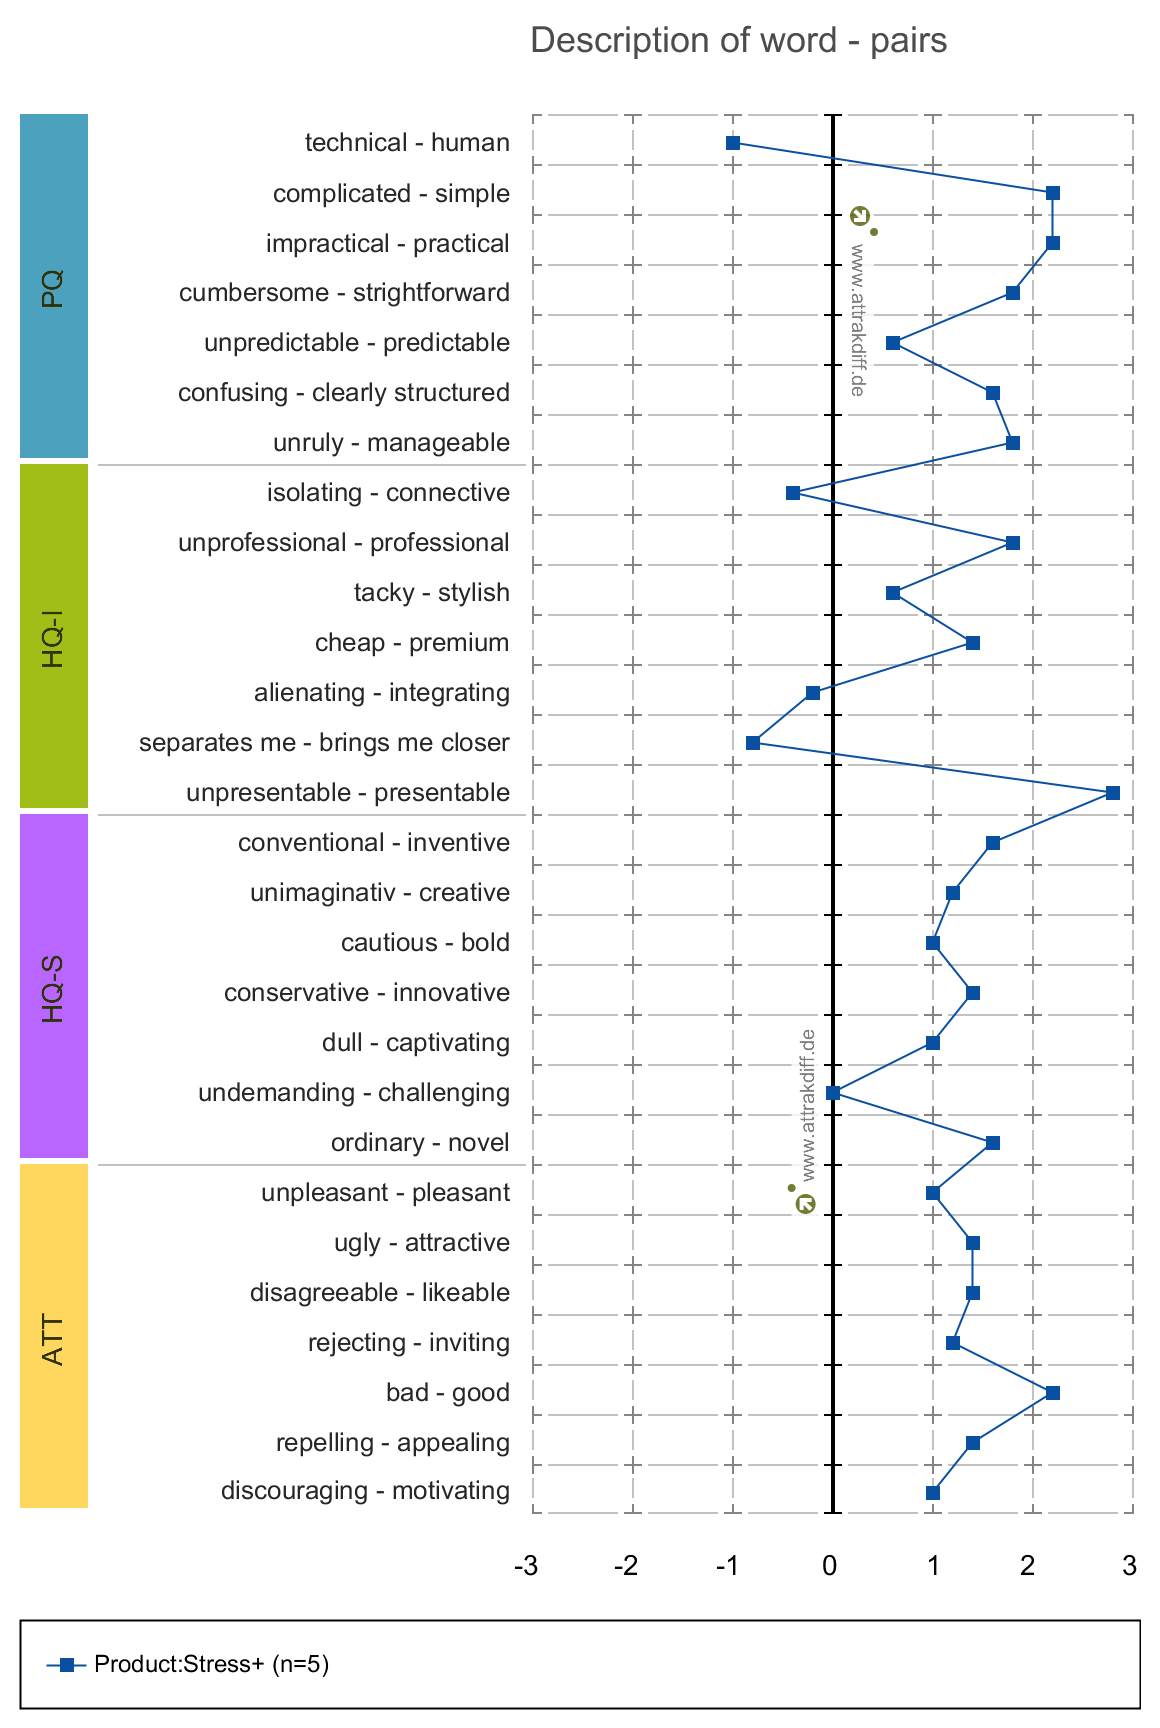 Description of word - pairs
PQ
technical - human
complicated - simple
impractical - practical
cumbersome - strightforward
unpredictable - predictable
confusing - clearly structured
unruly - manageable
www.attrakdiff.de
HQ-I
isolating - connective
unprofessional - professional
tacky - stylish
cheap - premium
alienating - integrating
separates me - brings me closer
unpresentable - presentable
HQ-S
conventional - inventive
unimaginativ - creative
cautious - bold
conservative - innovative
dull - captivating
undemanding - challenging
ordinary - novel
www.attrakdiff.de
ATT
unpleasant - pleasant
ugly - attractive
disagreeable - likeable
rejecting - inviting
bad - good
repelling - appealing
discouraging - motivating
-3 -2 -1 0 1 2 3
Product:Stress+ (n=5)